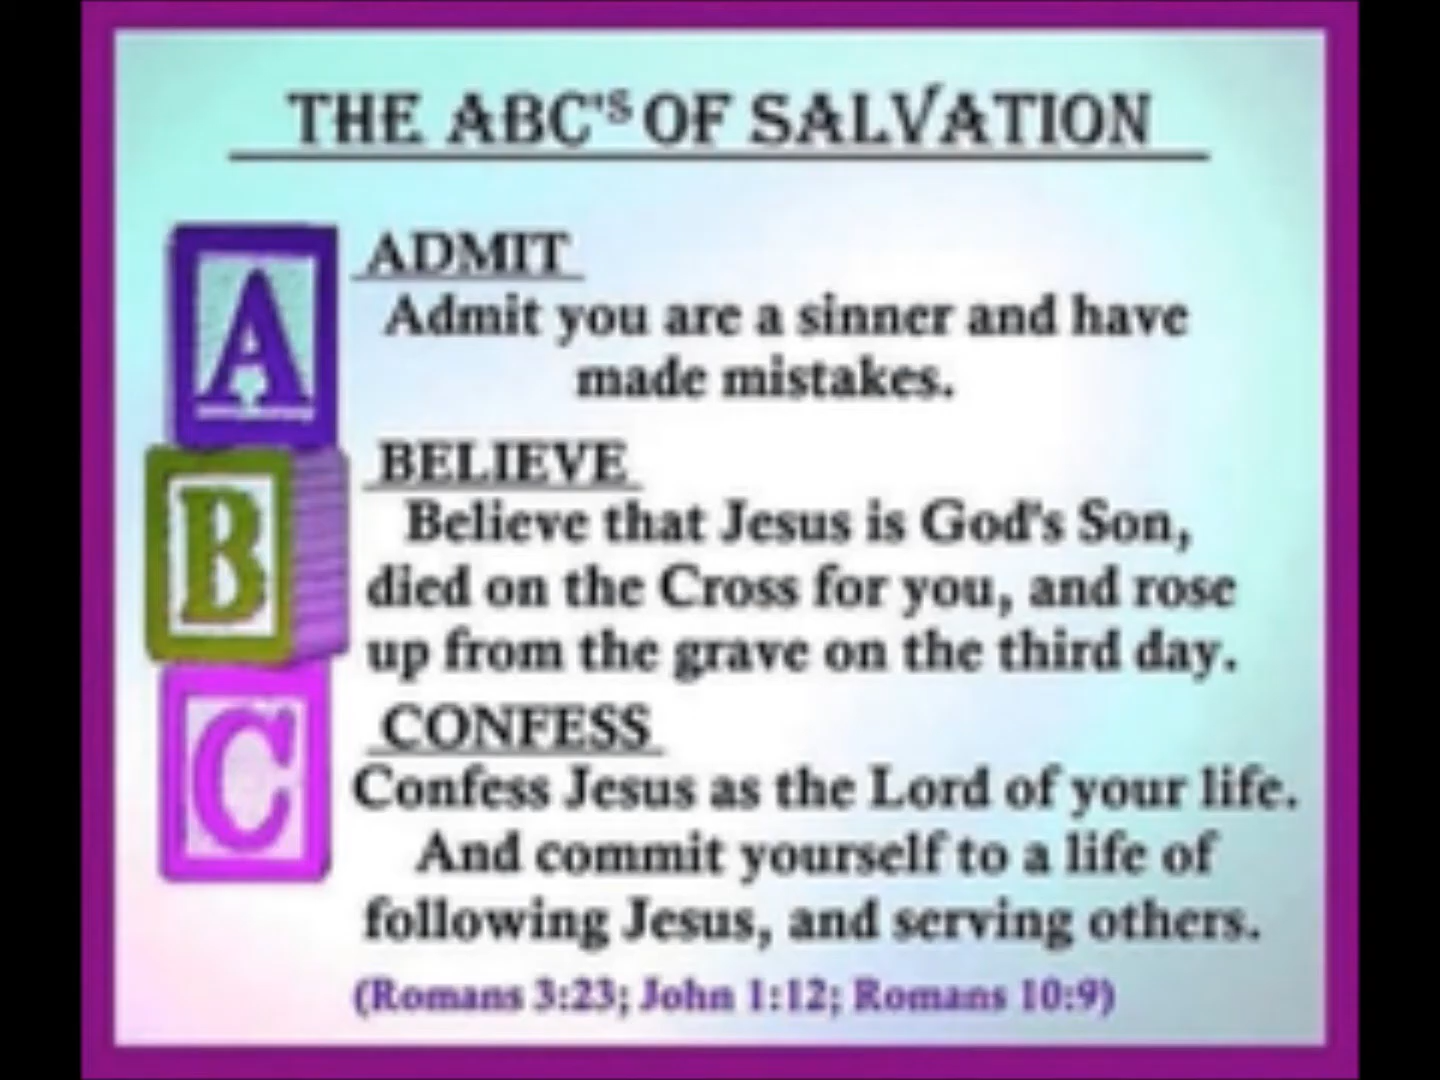 THE ABC'S OF SALVATION
A
ADMIT
Admit you are a sinner and have
made mistakes.
B
BELIEVE
Believe that Jesus is God's Son,
died on the Cross for you, and rose
up from the grave on the third day.
C
CONFESS
Confess Jesus as the Lord of your life.
And commit yourself to a life of
following Jesus, and serving others.
(Romans 3:23; John 1:12; Romans 10:9)